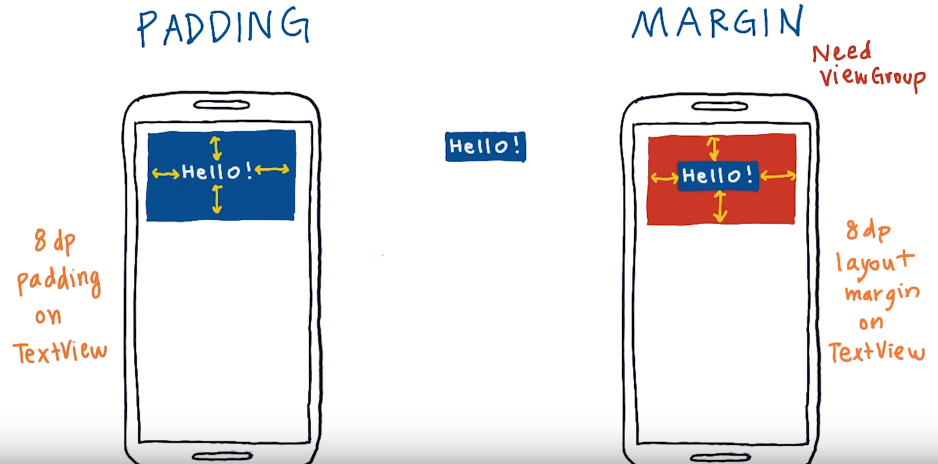 PADDING
MARGIN
Need
ViewGroup
Hello!
Hello!
Hello!
8 dp
padding
on
TextView
8 dp
layout
margin
on
TextView